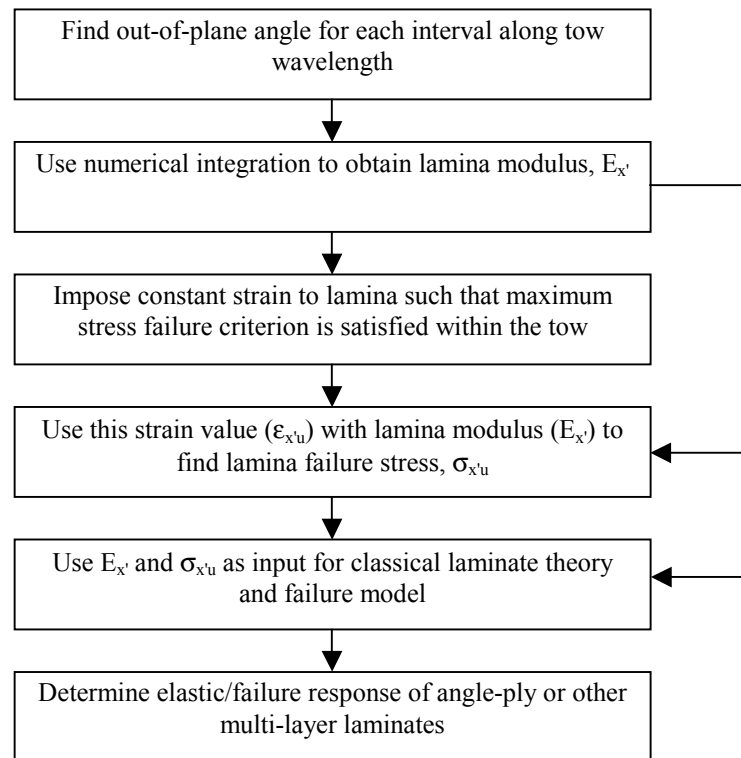 Find out-of-plane angle for each interval along tow
wavelength
Use numerical integration to obtain lamina modulus, Eₓ'
Impose constant strain to lamina such that maximum
stress failure criterion is satisfied within the tow
Use this strain value (εₓ'ᵤ) with lamina modulus (Eₓ') to
find lamina failure stress, σₓ'ᵤ
Use Eₓ' and σₓ'ᵤ as input for classical laminate theory
and failure model
Determine elastic/failure response of angle-ply or other
multi-layer laminates